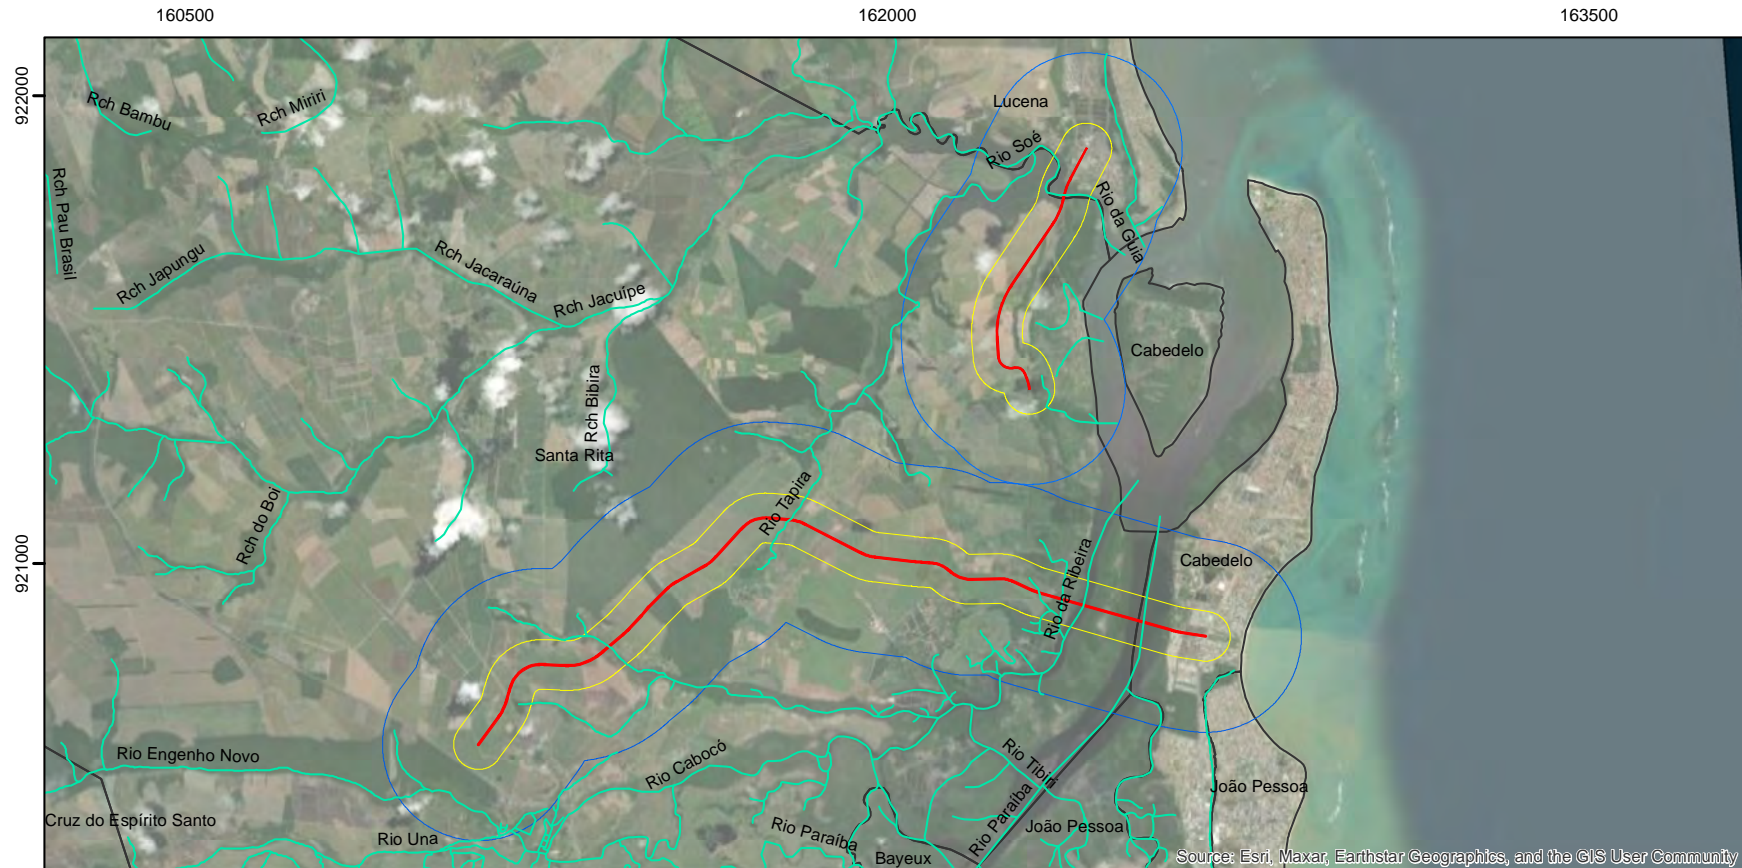 160500
162000
163500
922000
921000
Lucena
Rch Bambu
Rch Miriri
Rio Soé
Rch Pau Brasil
Rio da Guia
Rch Japungu
Rch Jacaraúna
Rch Jacuípe
Cabedelo
Rch Bibira
Santa Rita
Rio Tapira
Rch do Boi
Cabedelo
Rio da Ribeira
Rio Engenho Novo
Rio Cabocó
Rio Tibiri
João Pessoa
Cruz do Espírito Santo
Rio Una
Rio Paraíba
Rio Paraíba
João Pessoa
Bayeux
Source: Esri, Maxar, Earthstar Geographics, and the GIS User Community